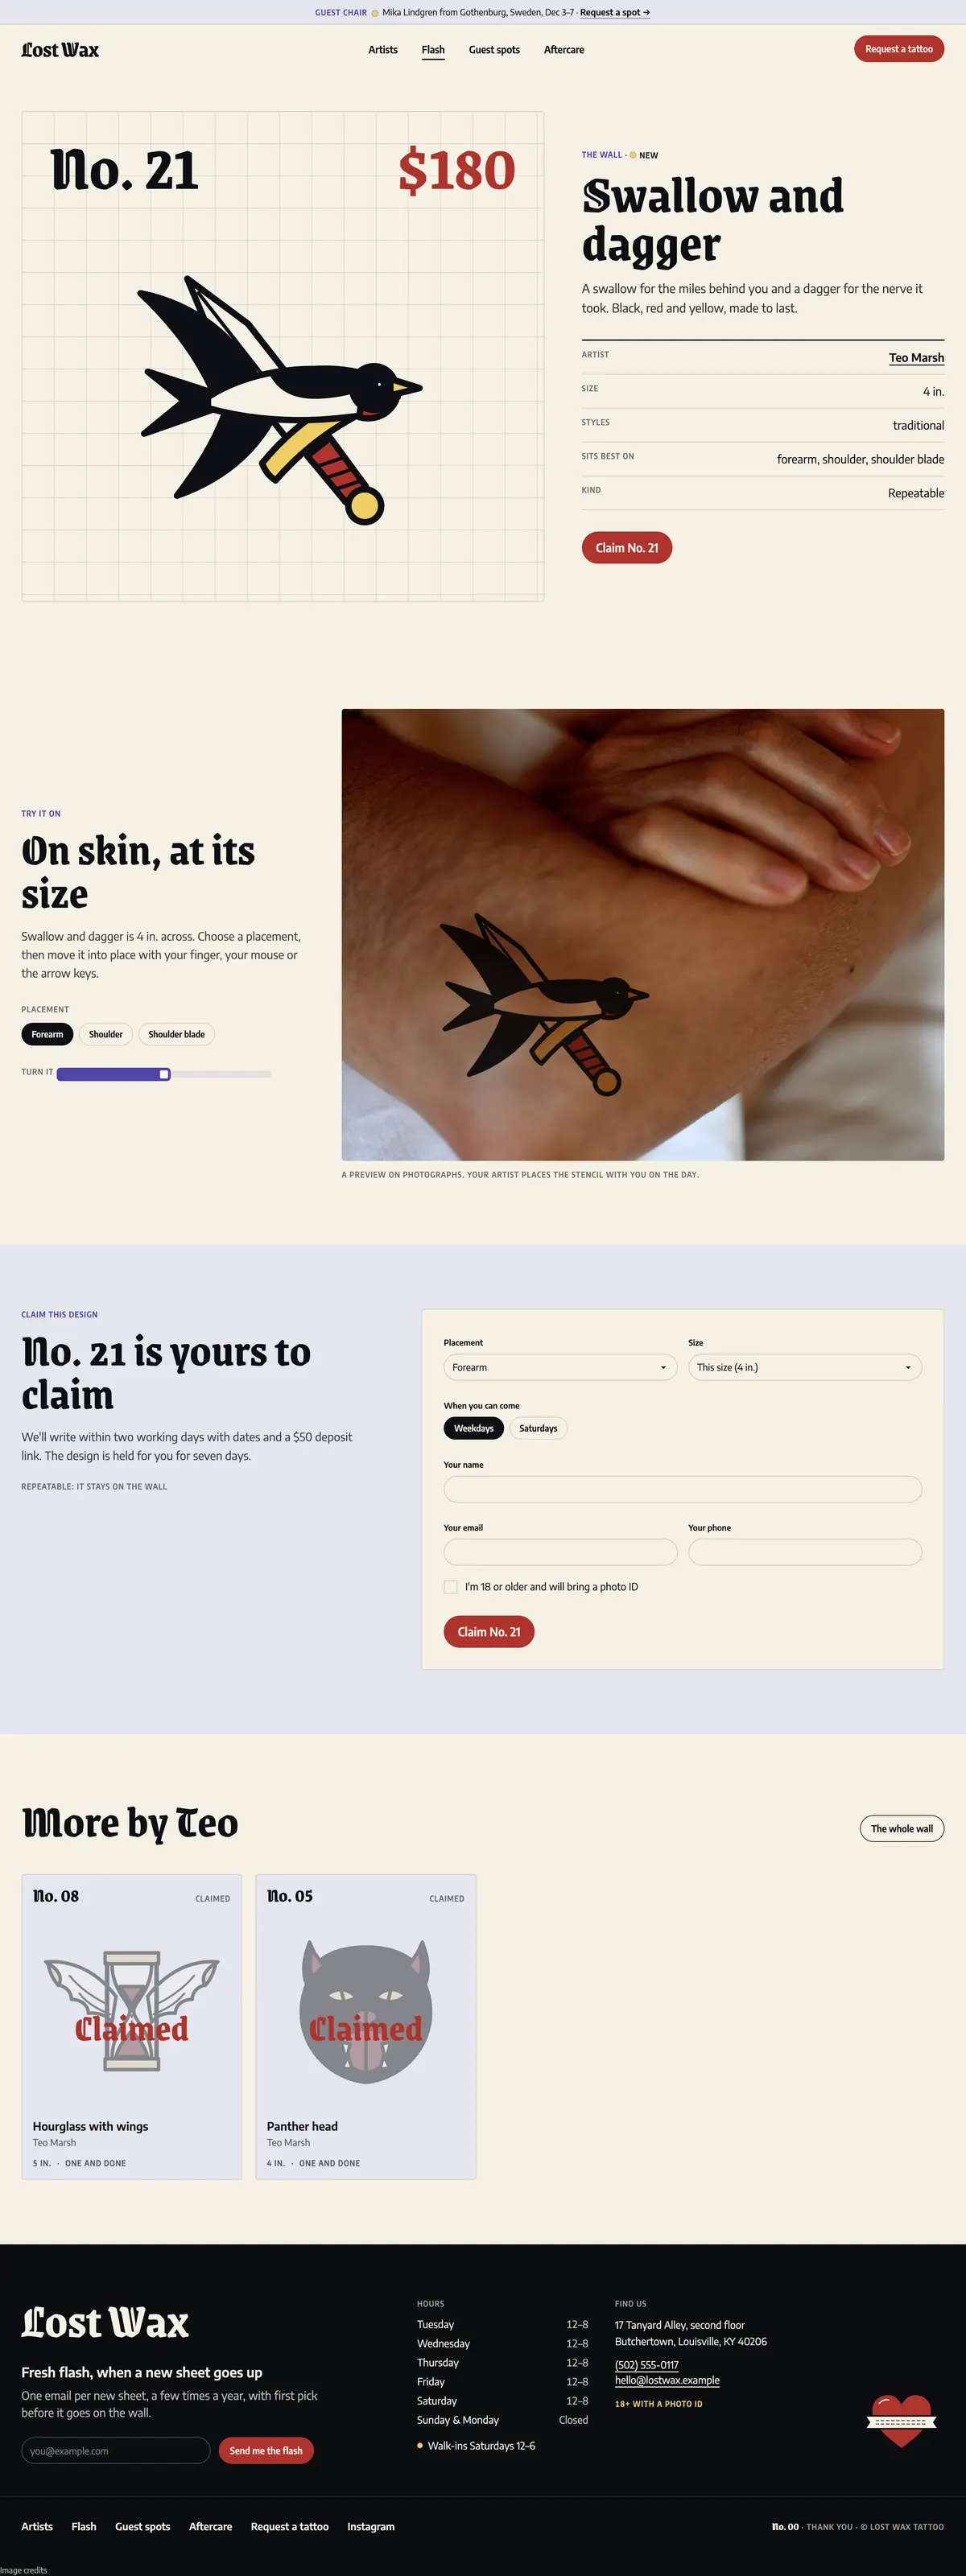 GUEST CHAIR Mika Lindgren from Gothenburg, Sweden, Dec 3–7 · Request a spot →
Lost Wax
Artists Flash Guest spots Aftercare
Request a tattoo
No. 21 $180
THE WALL · NEW
Swallow and
dagger
A swallow for the miles behind you and a dagger for the nerve it
took. Black, red and yellow, made to last.
ARTIST Teo Marsh
SIZE 4 in.
STYLES traditional
SITS BEST ON forearm, shoulder, shoulder blade
KIND Repeatable
Claim No. 21
TRY IT ON
On skin, at its
size
Swallow and dagger is 4 in. across. Choose a placement,
then move it into place with your finger, your mouse or
the arrow keys.
PLACEMENT
Forearm Shoulder Shoulder blade
TURN IT
A PREVIEW ON PHOTOGRAPHS. YOUR ARTIST PLACES THE STENCIL WITH YOU ON THE DAY.
CLAIM THIS DESIGN
No. 21 is yours to
claim
We'll write within two working days with dates and a $50 deposit
link. The design is held for you for seven days.
REPEATABLE: IT STAYS ON THE WALL
Placement Size
Forearm This size (4 in.)
When you can come
Weekdays Saturdays
Your name
Your email Your phone
I'm 18 or older and will bring a photo ID
Claim No. 21
More by Teo
The whole wall
No. 08 CLAIMED
Claimed
Hourglass with wings
Teo Marsh
5 IN. · ONE AND DONE
No. 05 CLAIMED
Claimed
Panther head
Teo Marsh
4 IN. · ONE AND DONE
Lost Wax
Fresh flash, when a new sheet goes up
One email per new sheet, a few times a year, with first pick
before it goes on the wall.
you@example.com Send me the flash
HOURS
Tuesday 12–8
Wednesday 12–8
Thursday 12–8
Friday 12–8
Saturday 12–8
Sunday & Monday Closed
Walk-ins Saturdays 12–6
FIND US
17 Tanyard Alley, second floor
Butchertown, Louisville, KY 40206
(502) 555-0117
hello@lostwax.example
18+ WITH A PHOTO ID
Artists Flash Guest spots Aftercare Request a tattoo Instagram
No. 00 · THANK YOU · © LOST WAX TATTOO
Image credits